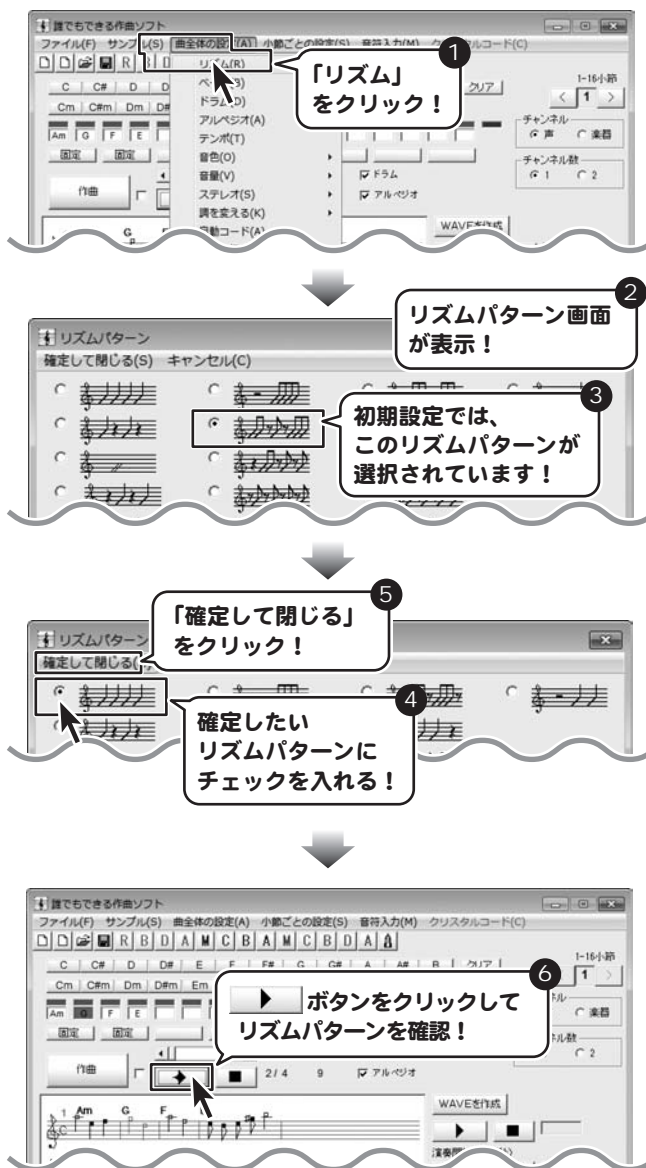 誰でもできる作曲ソフト
ファイル(F) サンプル(S) 曲全体の設定(A) 小節ごとの設定(S) 音符入力(M) クリスタルコード(C)
R B D
リズム(R)
1
「リズム」
をクリック！
C C# D クリア 1-16小節
ドラム(D)
< 1 >
Cm C#m Dm D#
アルペジオ(A)
チャンネル
Am G F E
テンポ(T)
声 楽器
固定 固定
音色(O)
チャンネル数
音量(V)
ドラム
1 2
作曲
ステレオ(S)
アルペジオ
調を変える(K)
WAVEを作成
自動コード(A)
G
2
リズムパターン画面
が表示！
リズムパターン
確定して閉じる(S) キャンセル(C)
3
初期設定では、
このリズムパターンが
選択されています！
5
「確定して閉じる」
をクリック！
リズムパターン
確定して閉じる(
4
確定したい
リズムパターンに
チェックを入れる！
誰でもできる作曲ソフト
ファイル(F) サンプル(S) 曲全体の設定(A) 小節ごとの設定(S) 音符入力(M) クリスタルコード(C)
R B D A M C B A M C B D A A
C C# D D# E F F# G G# A A# B クリア 1-16小節
1 >
Cm C#m Dm D#m Em
6
ボタンをクリックして
リズムパターンを確認！
Am G F E
楽器
固定 固定
ル数
2
作曲 2/4 9 アルペジオ
WAVEを作成
1 Am G F